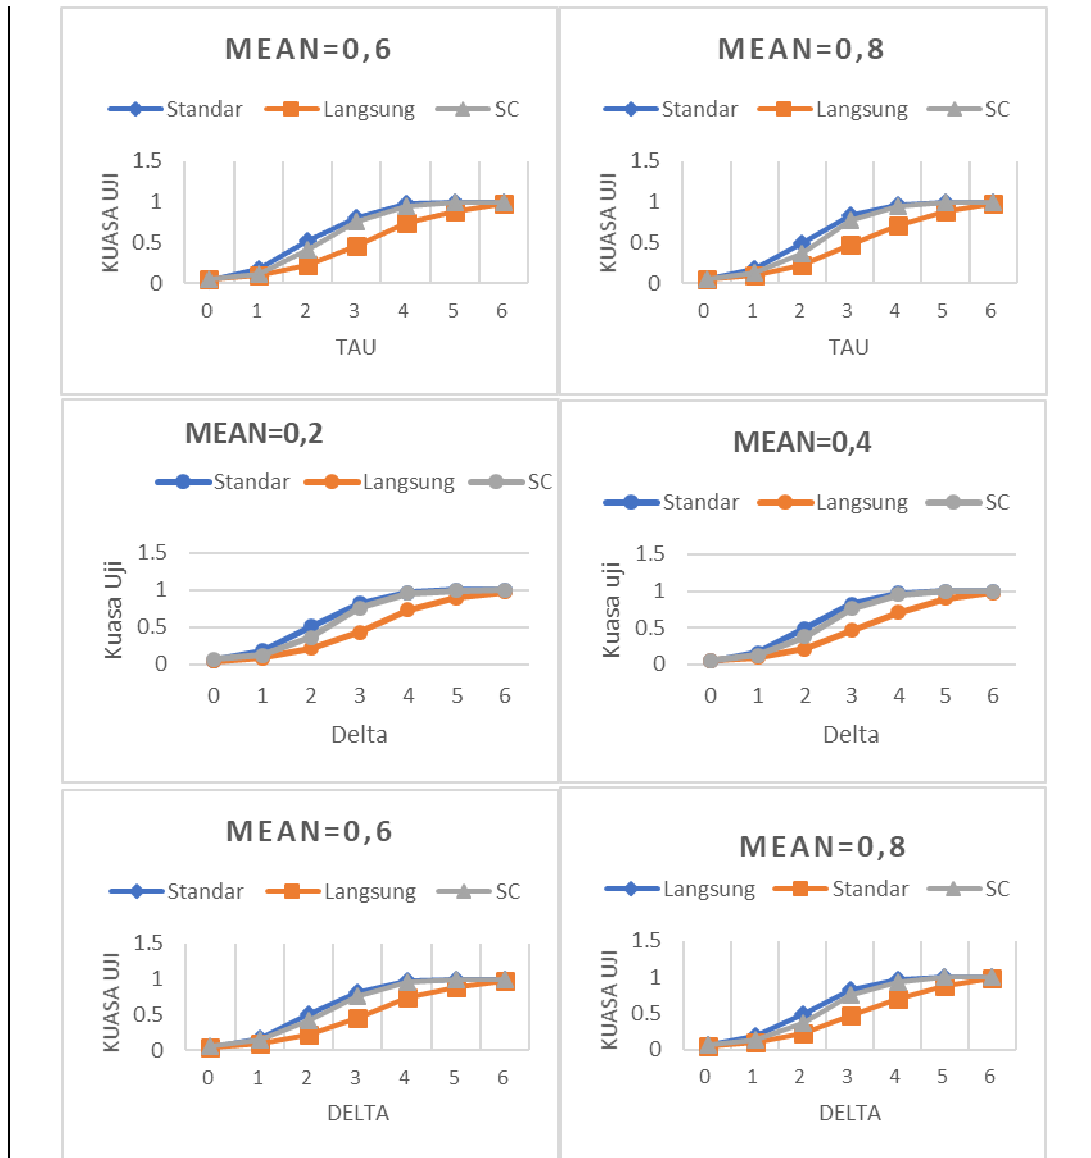 MEAN=0,6
Standar Langsung SC
KUASA UJI
1.5
1
0.5
0
0 1 2 3 4 5 6
TAU
MEAN=0,8
Standar Langsung SC
KUASA UJI
1.5
1
0.5
0
0 1 2 3 4 5 6
TAU
MEAN=0,2
Standar Langsung SC
Kuasa Uji
1.5
1
0.5
0
0 1 2 3 4 5 6
Delta
MEAN=0,4
Standar Langsung SC
Kuasa uji
1.5
1
0.5
0
0 1 2 3 4 5 6
Delta
MEAN=0,6
Standar Langsung SC
KUASA UJI
1.5
1
0.5
0
0 1 2 3 4 5 6
DELTA
MEAN=0,8
Langsung Standar SC
KUASA UJI
1.5
1
0.5
0
0 1 2 3 4 5 6
DELTA